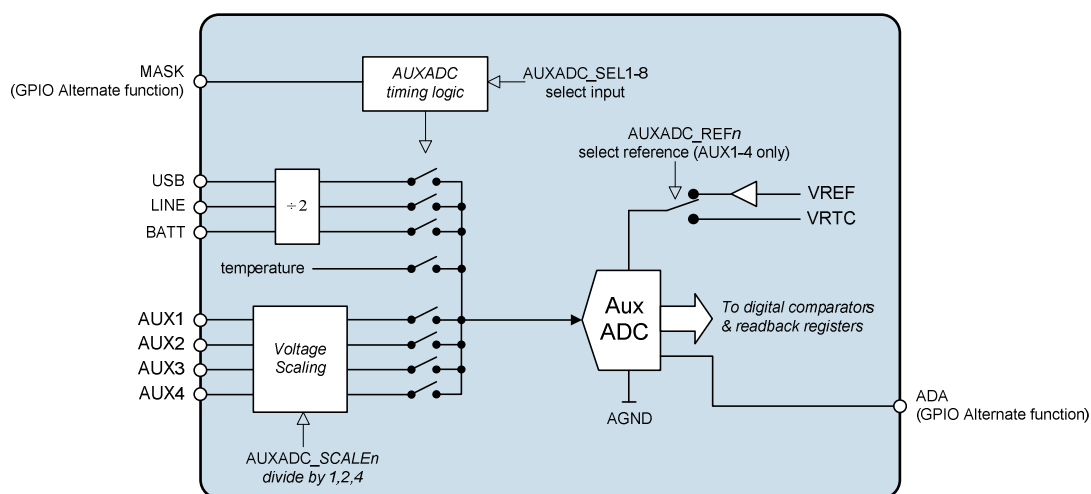 MASK
(GPIO Alternate function)
AUXADC
timing logic
AUXADC_SEL1-8
select input
AUXADC_REFn
select reference (AUX1-4 only)
USB
LINE
BATT
÷2
VREF
VRTC
temperature
AUX1
AUX2
AUX3
AUX4
Voltage
Scaling
Aux
ADC
To digital comparators
& readback registers
AGND
ADA
(GPIO Alternate function)
AUXADC_SCALEn
divide by 1,2,4